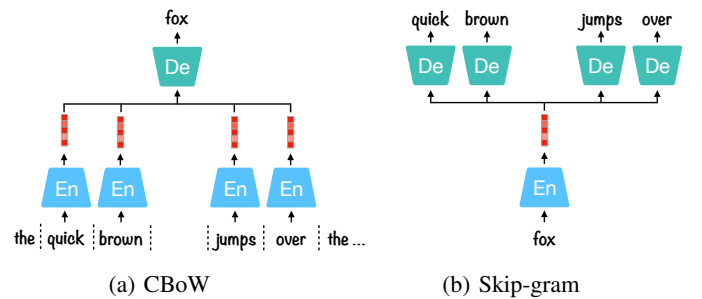 fox
De
En En En En
the quick brown jumps over the ...
(a) CBoW
quick brown jumps over
De De De De
En
fox
(b) Skip-gram